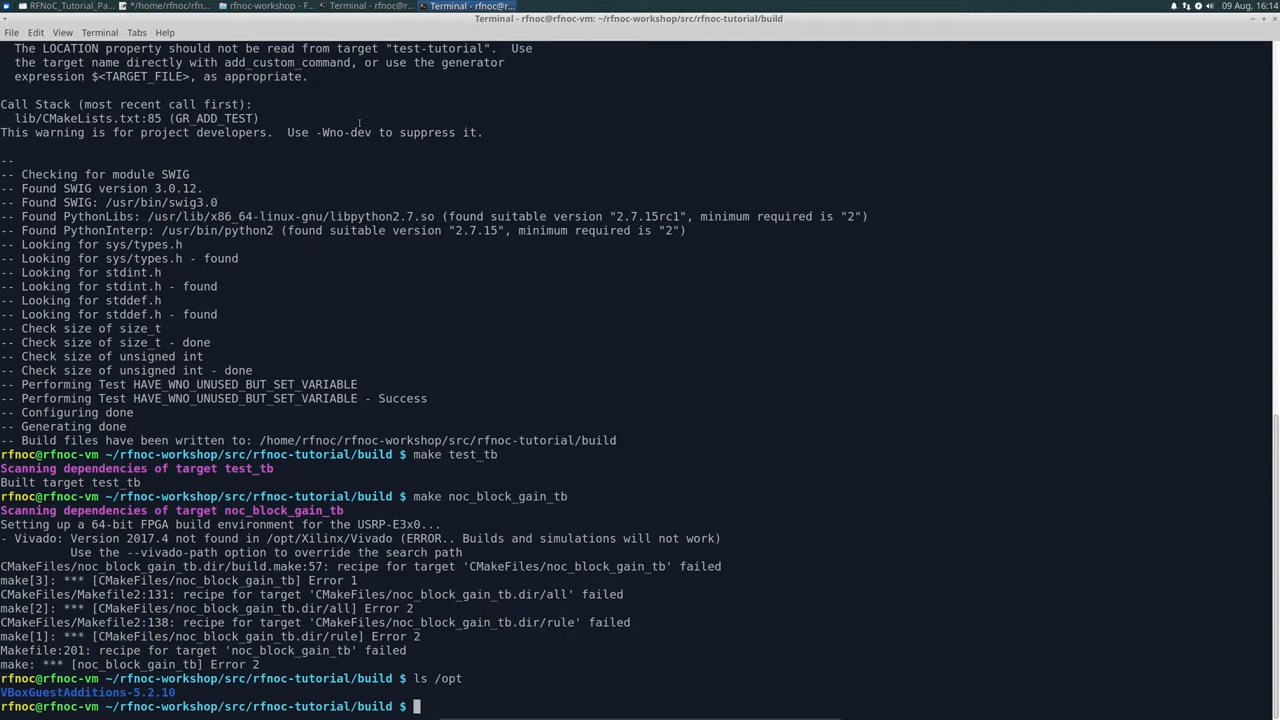 RFNoC_Tutorial_Pa...
*/home/rfnoc/rfn...
rfnoc-workshop - F...
Terminal - rfnoc@r...
Terminal - rfnoc@r...
09 Aug, 16:14
Terminal - rfnoc@rfnoc-vm: ~/rfnoc-workshop/src/rfnoc-tutorial/build
File Edit View Terminal Tabs Help
The LOCATION property should not be read from target "test-tutorial".  Use
the target name directly with add_custom_command, or use the generator
expression $<TARGET_FILE>, as appropriate.
Call Stack (most recent call first):
lib/CMakeLists.txt:85 (GR_ADD_TEST)
This warning is for project developers.  Use -Wno-dev to suppress it.
--
-- Checking for module SWIG
-- Found SWIG version 3.0.12.
-- Found SWIG: /usr/bin/swig3.0
-- Found PythonLibs: /usr/lib/x86_64-linux-gnu/libpython2.7.so (found suitable version "2.7.15rc1", minimum required is "2")
-- Found PythonInterp: /usr/bin/python2 (found suitable version "2.7.15", minimum required is "2")
-- Looking for sys/types.h
-- Looking for sys/types.h - found
-- Looking for stdint.h
-- Looking for stdint.h - found
-- Looking for stddef.h
-- Looking for stddef.h - found
-- Check size of size_t
-- Check size of size_t - done
-- Check size of unsigned int
-- Check size of unsigned int - done
-- Performing Test HAVE_WNO_UNUSED_BUT_SET_VARIABLE
-- Performing Test HAVE_WNO_UNUSED_BUT_SET_VARIABLE - Success
-- Configuring done
-- Generating done
-- Build files have been written to: /home/rfnoc/rfnoc-workshop/src/rfnoc-tutorial/build
rfnoc@rfnoc-vm ~/rfnoc-workshop/src/rfnoc-tutorial/build $ make test_tb
Scanning dependencies of target test_tb
Built target test_tb
rfnoc@rfnoc-vm ~/rfnoc-workshop/src/rfnoc-tutorial/build $ make noc_block_gain_tb
Scanning dependencies of target noc_block_gain_tb
Setting up a 64-bit FPGA build environment for the USRP-E3x0...
- Vivado: Version 2017.4 not found in /opt/Xilinx/Vivado (ERROR.. Builds and simulations will not work)
Use the --vivado-path option to override the search path
CMakeFiles/noc_block_gain_tb.dir/build.make:57: recipe for target 'CMakeFiles/noc_block_gain_tb' failed
make[3]: *** [CMakeFiles/noc_block_gain_tb] Error 1
CMakeFiles/Makefile2:131: recipe for target 'CMakeFiles/noc_block_gain_tb.dir/all' failed
make[2]: *** [CMakeFiles/noc_block_gain_tb.dir/all] Error 2
CMakeFiles/Makefile2:138: recipe for target 'CMakeFiles/noc_block_gain_tb.dir/rule' failed
make[1]: *** [CMakeFiles/noc_block_gain_tb.dir/rule] Error 2
Makefile:201: recipe for target 'noc_block_gain_tb' failed
make: *** [noc_block_gain_tb] Error 2
rfnoc@rfnoc-vm ~/rfnoc-workshop/src/rfnoc-tutorial/build $ ls /opt
VBoxGuestAdditions-5.2.10
rfnoc@rfnoc-vm ~/rfnoc-workshop/src/rfnoc-tutorial/build $